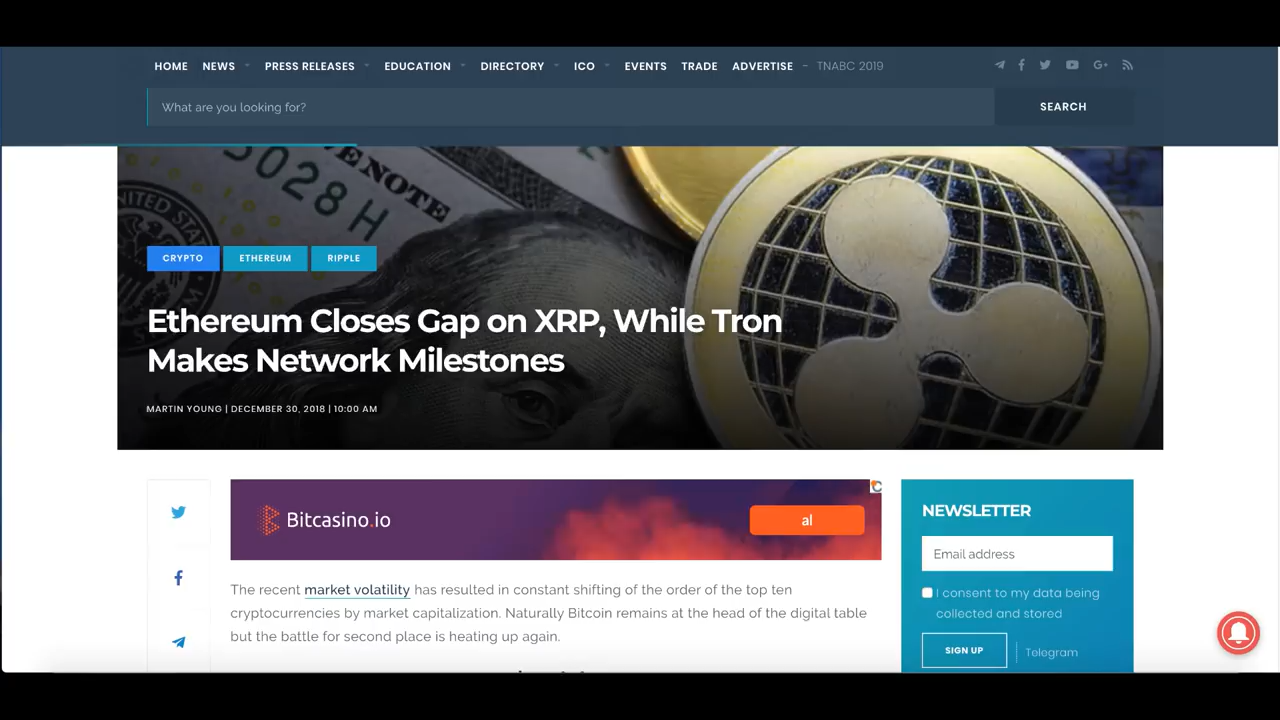 HOME NEWS PRESS RELEASES EDUCATION DIRECTORY ICO EVENTS TRADE ADVERTISE – TNABC 2019
What are you looking for?
SEARCH
5028 H
ENOTE
NITED STA
CRYPTO ETHEREUM RIPPLE
Ethereum Closes Gap on XRP, While Tron
Makes Network Milestones
MARTIN YOUNG | DECEMBER 30, 2018 | 10:00 AM
Bitcasino.io
al
The recent market volatility has resulted in constant shifting of the order of the top ten
cryptocurrencies by market capitalization. Naturally Bitcoin remains at the head of the digital table
but the battle for second place is heating up again.
NEWSLETTER
Email address
I consent to my data being
collected and stored
SIGN UP
Telegram